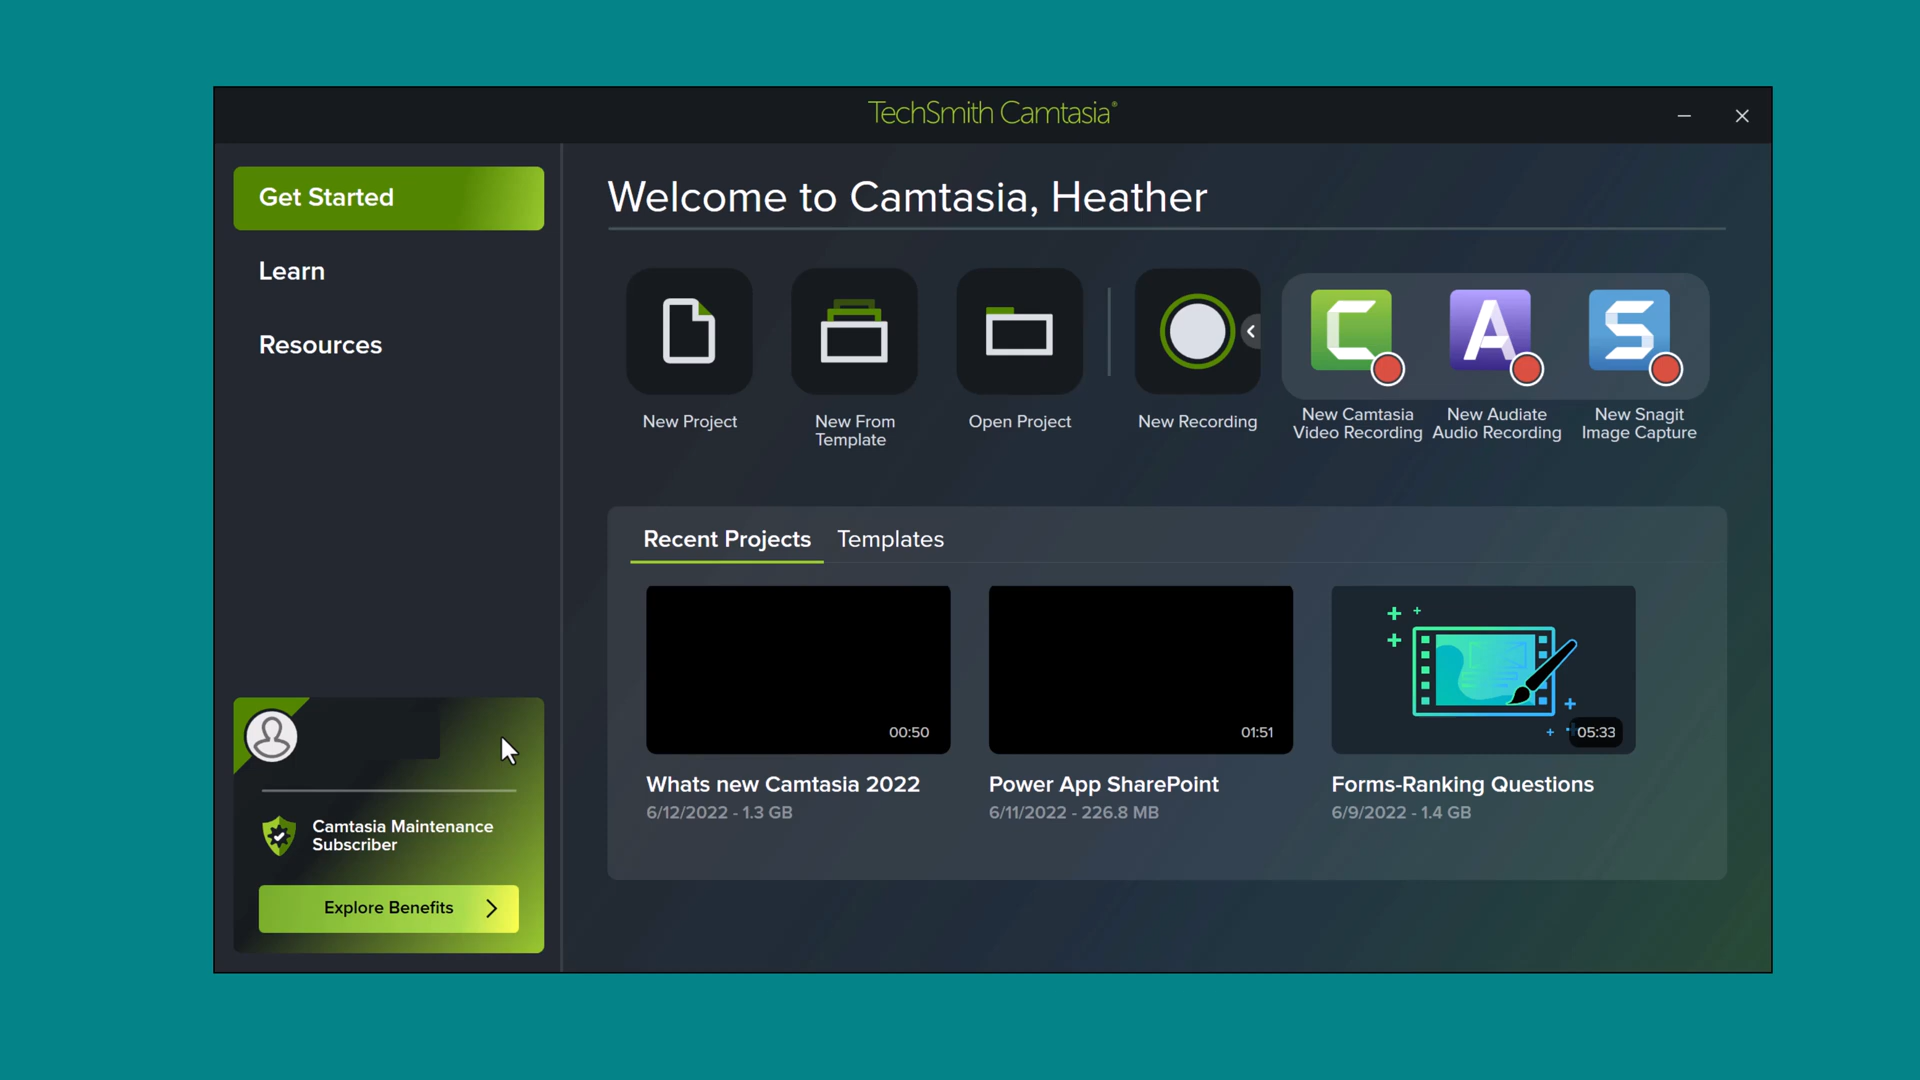 TechSmith Camtasia®
Get Started
Learn
Resources
Welcome to Camtasia, Heather
New Project
New From
Template
Open Project
New Recording
New Camtasia
Video Recording
New Audiate
Audio Recording
New Snagit
Image Capture
Recent Projects
Templates
00:50
01:51
05:33
Whats new Camtasia 2022
6/12/2022 - 1.3 GB
Power App SharePoint
6/11/2022 - 226.8 MB
Forms-Ranking Questions
6/9/2022 - 1.4 GB
Camtasia Maintenance
Subscriber
Explore Benefits